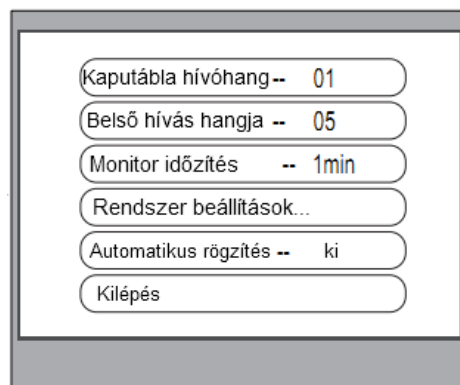 Kaputábla hívóhang -- 01
Belső hívás hangja -- 05
Monitor időzítés -- 1min
Rendszer beállítások...
Automatikus rögzítés -- ki
Kilépés